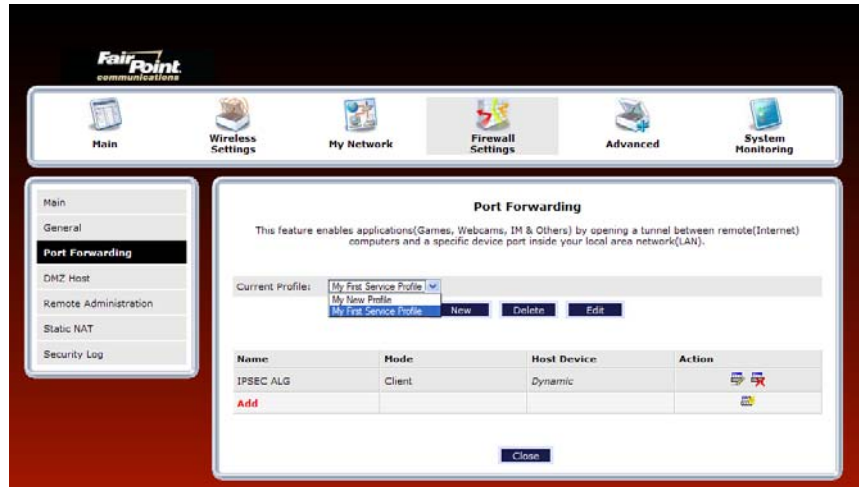 FairPoint
communications
Main
Wireless
Settings
My Network
Firewall
Settings
Advanced
System
Monitoring
Main
General
Port Forwarding
DMZ Host
Remote Administration
Static NAT
Security Log
Port Forwarding
This feature enables applications(Games, Webcams, IM & Others) by opening a tunnel between remote(Internet)
computers and a specific device port inside your local area network(LAN).
Current Profile: My First Service Profile
My New Profile
My First Service Profile
New Delete Edit
Name Mode Host Device Action
IPSEC ALG Client Dynamic
Add
Close